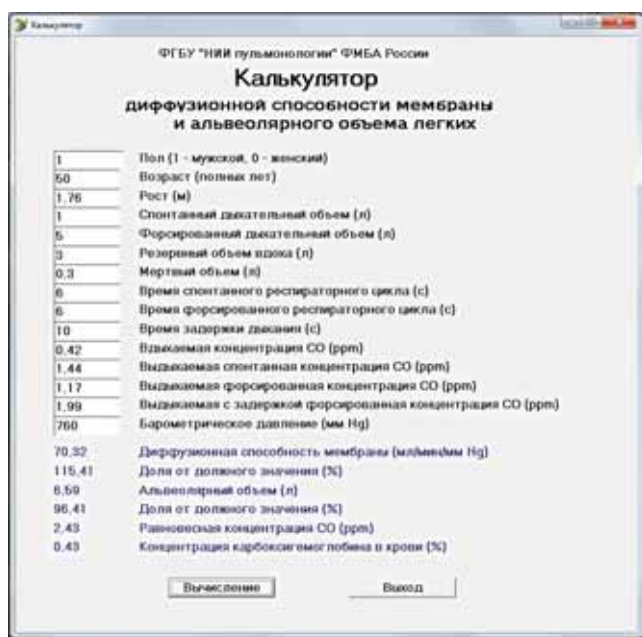 Калькулятор
ФГБУ "НИИ пульмонологии" ФМБА России
Калькулятор
диффузионной способности мембраны
и альвеолярного объема легких
1 Пол (1 - мужской, 0 - женский)
50 Возраст (полных лет)
1,76 Рост (м)
1 Спонтанный дыхательный объем (л)
5 Форсированный дыхательный объем (л)
3 Резервный объем вдоха (л)
0,3 Мертвый объем (л)
6 Время спонтанного респираторного цикла (с)
6 Время форсированного респираторного цикла (с)
10 Время задержки дыхания (с)
0,42 Вдыхаемая концентрация CO (ppm)
1,44 Выдыхаемая спонтанная концентрация CO (ppm)
1,17 Выдыхаемая форсированная концентрация CO (ppm)
1,99 Выдыхаемая с задержкой форсированная концентрация CO (ppm)
760 Барометрическое давление (мм Hg)
70,32 Диффузионная способность мембраны (мл/мин/мм Hg)
115,41 Доля от должного значения (%)
6,59 Альвеолярный объем (л)
96,41 Доля от должного значения (%)
2,43 Равновесная концентрация CO (ppm)
0,43 Концентрация карбоксигемоглобина в крови (%)
Вычисление Выход